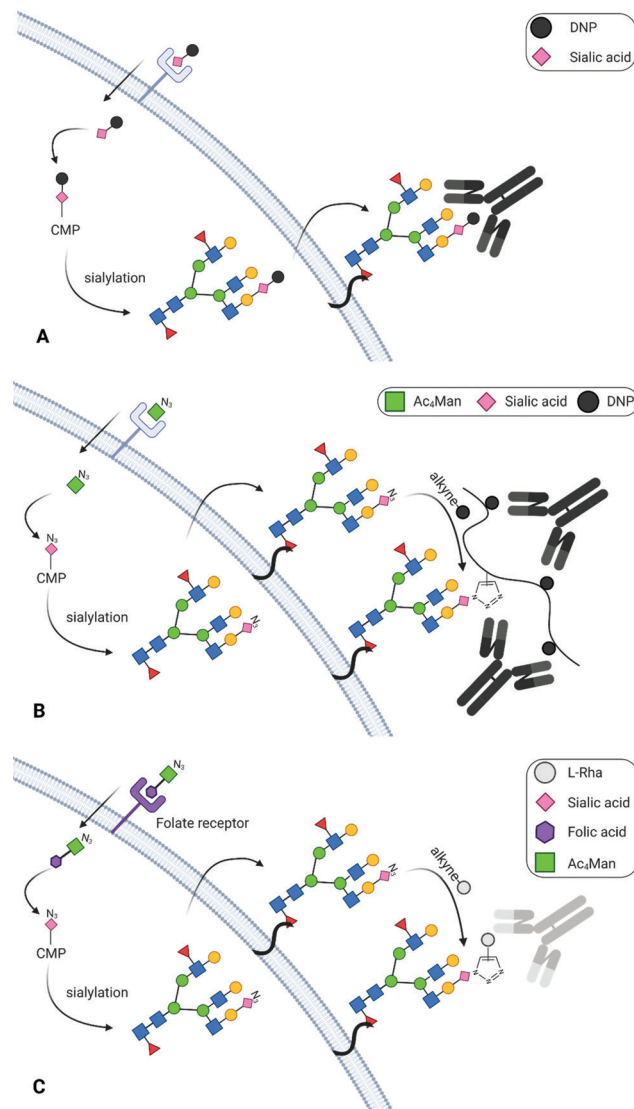 DNP
Sialic acid
CMP
sialylation
A
Ac₄Man
Sialic acid
DNP
N₃
N₃
N₃
CMP
sialylation
N₃
N₃
alkyne
N
N
N
B
L-Rha
Sialic acid
Folic acid
Ac₄Man
N₃
Folate receptor
N₃
N₃
CMP
sialylation
N₃
N₃
alkyne
N
N
N
C